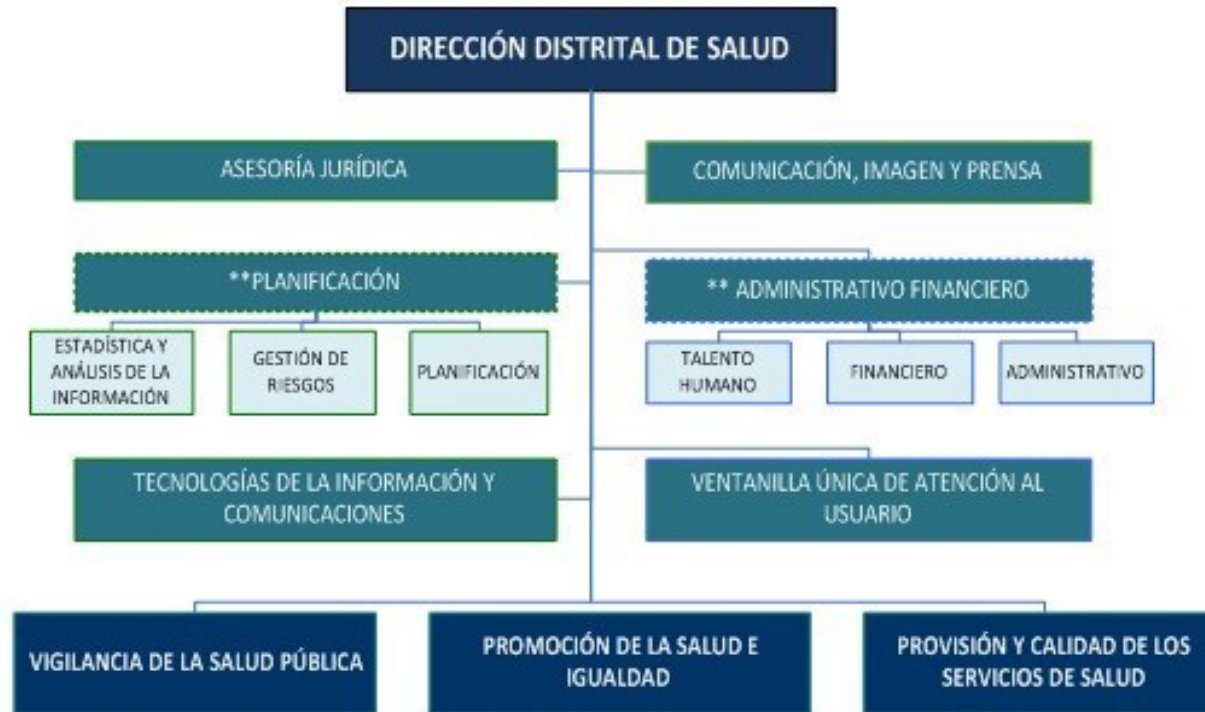 DIRECCIÓN DISTRITAL DE SALUD
ASESORÍA JURÍDICA
COMUNICACIÓN, IMAGEN Y PRENSA
**PLANIFICACIÓN
** ADMINISTRATIVO FINANCIERO
ESTADÍSTICA Y
ANÁLISIS DE LA
INFORMACIÓN
GESTIÓN DE
RIESGOS
PLANIFICACIÓN
TALENTO
HUMANO
FINANCIERO
ADMINISTRATIVO
TECNOLOGÍAS DE LA INFORMACIÓN Y
COMUNICACIONES
VENTANILLA ÚNICA DE ATENCIÓN AL
USUARIO
VIGILANCIA DE LA SALUD PÚBLICA
PROMOCIÓN DE LA SALUD E
IGUALDAD
PROVISIÓN Y CALIDAD DE LOS
SERVICIOS DE SALUD